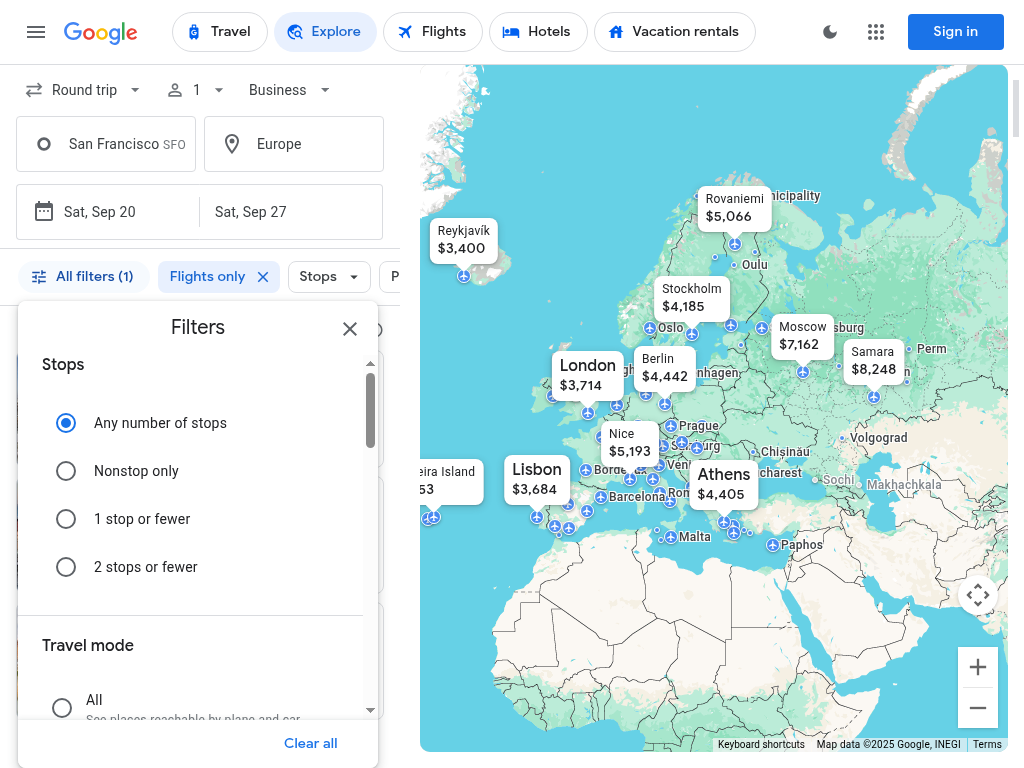 Google
Travel
Explore
Flights
Hotels
Vacation rentals
Sign in
Round trip
1
Business
San Francisco SFO
Europe
Sat, Sep 20
Sat, Sep 27
All filters (1)
Flights only
Stops
P
Filters
Stops
Any number of stops
Nonstop only
1 stop or fewer
2 stops or fewer
Travel mode
All
See places reachable by plane and car
Clear all
Rovaniemi
$5,066
nicipality
Reykjavík
$3,400
Oulu
Stockholm
$4,185
Oslo
Moscow
$7,162
sburg
Samara
$8,248
Perm
London
$3,714
Berlin
$4,442
nhagen
Prague
Nice
$5,193
Volgograd
Chișinău
charest
Sochi
Makhachkala
eira Island
53
Lisbon
$3,684
Athens
$4,405
Barcelona
Malta
Paphos
Keyboard shortcuts
Map data ©2025 Google, INEGI
Terms